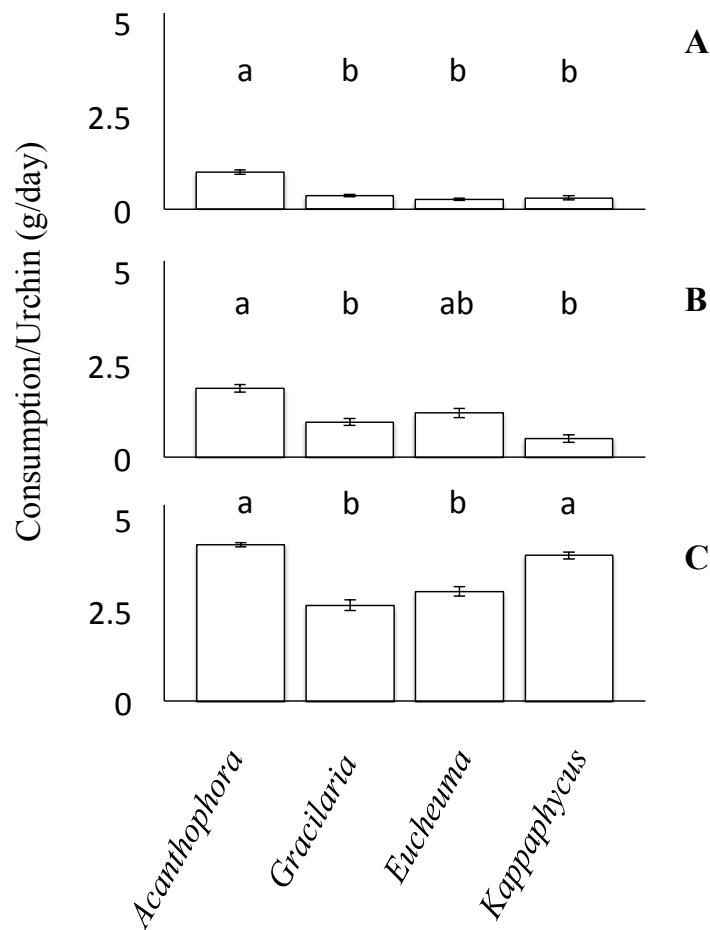 Consumption/Urchin (g/day)
5
2.5
0
a b b b
A
5
2.5
0
a b ab b
B
5
2.5
0
a b b a
C
Acanthophora
Gracilaria
Eucheuma
Kappaphycus